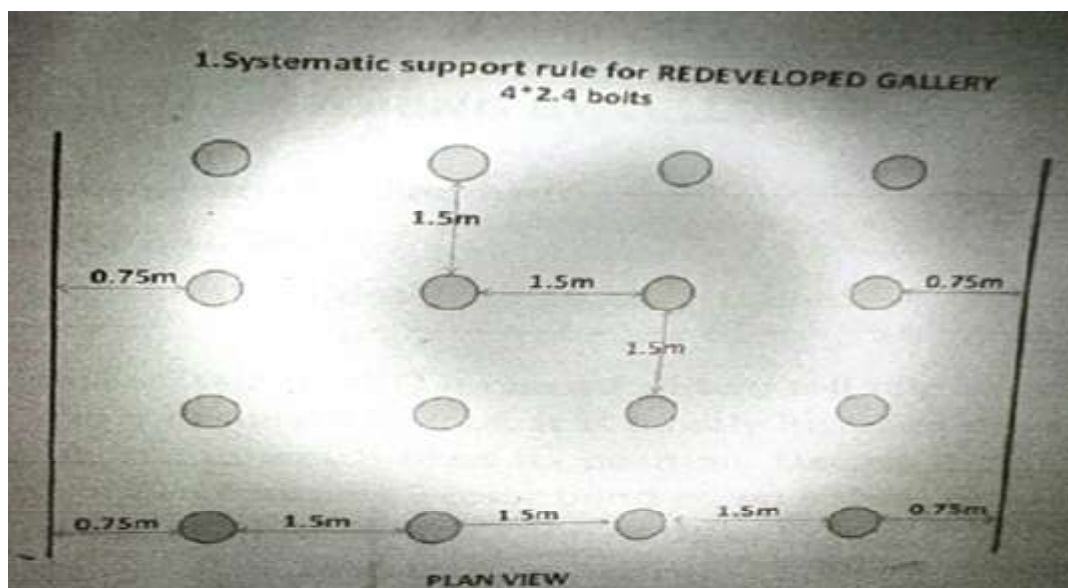 1.Systematic support rule for REDEVELOPED GALLERY
4*2.4 bolts
1.5m
0.75m 1.5m 0.75m
1.5m
0.75m 1.5m 1.5m 1.5m 0.75m
PLAN VIEW